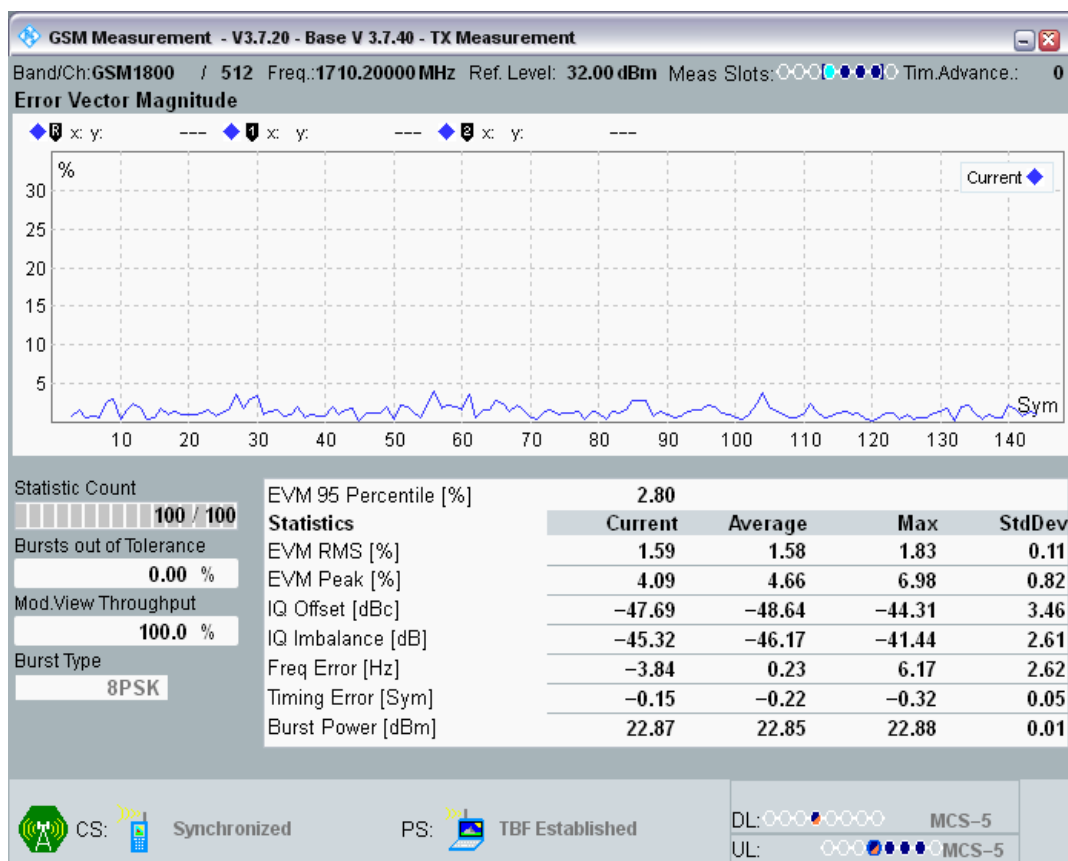 GSM Measurement - V3.7.20 - Base V 3.7.40 - TX Measurement
Band/Ch:GSM1800 / 512 Freq.:1710.20000 MHz Ref. Level: 32.00 dBm Meas Slots: Tim.Advance.: 0
Error Vector Magnitude
R x: y: --- 1 x: y: --- 2 x: y: ---
%
Current
30
25
20
15
10
5
Sym
10 20 30 40 50 60 70 80 90 100 110 120 130 140
Statistic Count
100 / 100
Bursts out of Tolerance
0.00 %
Mod.View Throughput
100.0 %
Burst Type
8PSK
EVM 95 Percentile [%] 2.80
Statistics Current Average Max StdDev
EVM RMS [%] 1.59 1.58 1.83 0.11
EVM Peak [%] 4.09 4.66 6.98 0.82
IQ Offset [dBc] −47.69 −48.64 −44.31 3.46
IQ Imbalance [dB] −45.32 −46.17 −41.44 2.61
Freq Error [Hz] −3.84 0.23 6.17 2.62
Timing Error [Sym] −0.15 −0.22 −0.32 0.05
Burst Power [dBm] 22.87 22.85 22.88 0.01
CS: Synchronized PS: TBF Established
DL: MCS−5
UL: MCS−5